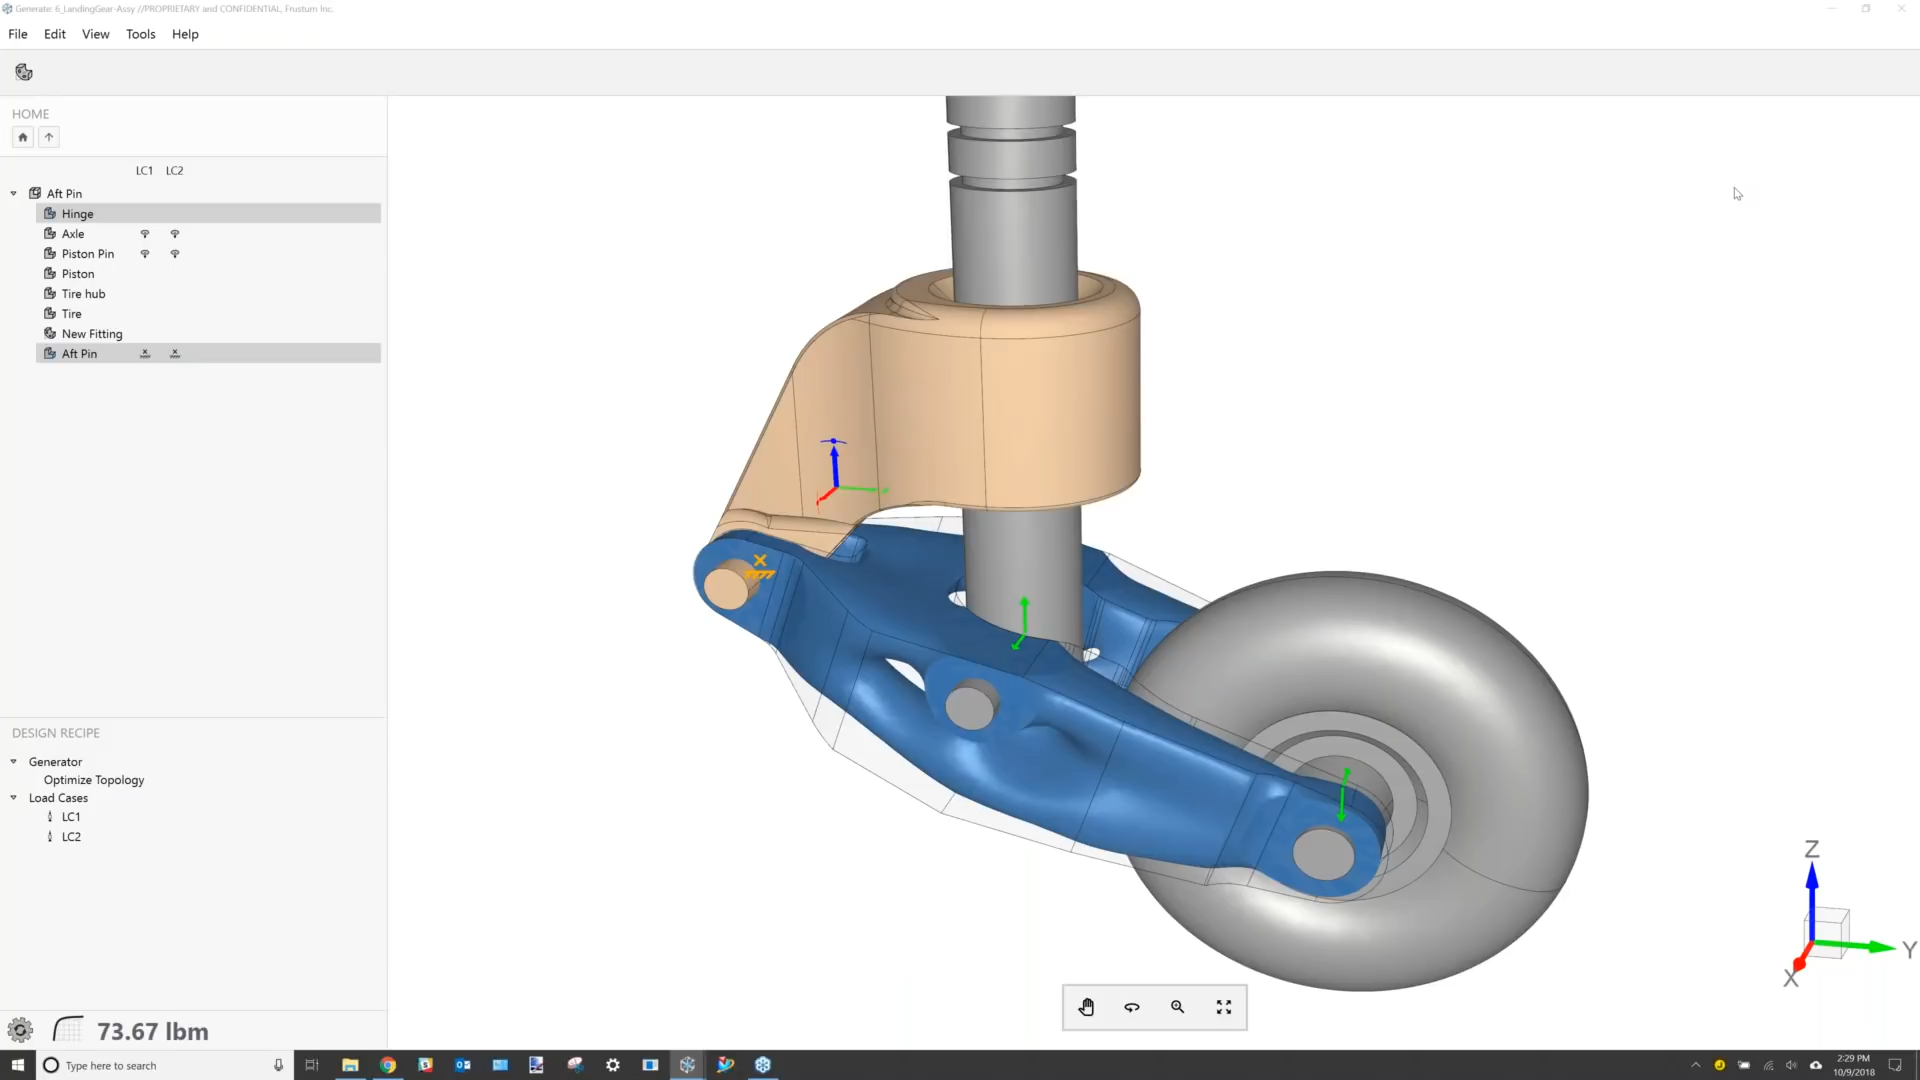 Generate: 6_LandingGear-Assy //PROPRIETARY and CONFIDENTIAL, Frustum Inc.
File Edit View Tools Help
HOME
LC1 LC2
Aft Pin
Hinge
Axle
Piston Pin
Piston
Tire hub
Tire
New Fitting
Aft Pin
DESIGN RECIPE
Generator
Optimize Topology
Load Cases
LC1
LC2
73.67 lbm
Z
Y
X
Type here to search
2:29 PM
10/9/2018